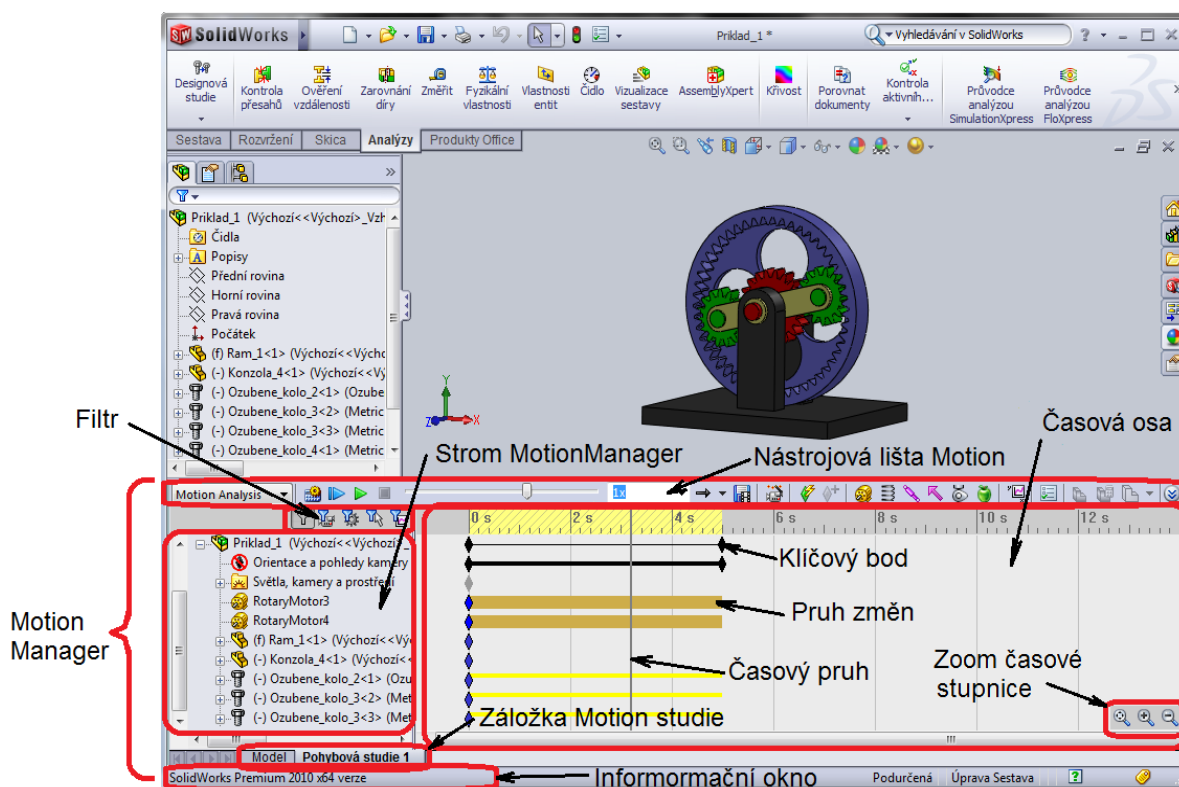 SolidWorks
Priklad_1 *
Vyhledávání v SolidWorks
Designová studie
Kontrola přesahů
Ověření vzdálenosti
Zarovnání díry
Změřit
Fyzikální vlastnosti
Vlastnosti entit
Čidlo
Vizualizace sestavy
AssemblyXpert
Křivost
Porovnat dokumenty
Kontrola aktivníh...
Průvodce analýzou SimulationXpress
Průvodce analýzou FloXpress
Sestava
Rozvržení
Skica
Analýzy
Produkty Office
Priklad_1 (Výchozí<<Výchozí>_Vzh
Čidla
Popisy
Přední rovina
Horní rovina
Pravá rovina
Počátek
(f) Ram_1<1> (Výchozí<<Výcho
(-) Konzola_4<1> (Výchozí<<Vý
(-) Ozubene_kolo_2<1> (Ozube
(-) Ozubene_kolo_3<2> (Metric
(-) Ozubene_kolo_3<3> (Metric
(-) Ozubene_kolo_4<1> (Metric
Y
Z
X
Filtr
Strom MotionManager
Nástrojová lišta Motion
Časová osa
Motion Analysis
1x
0 s
2 s
4 s
6 s
8 s
10 s
12 s
Priklad_1 (Výchozí<<Výchozí>
Orientace a pohledy kamery
Světla, kamery a prostředí
RotaryMotor3
RotaryMotor4
(f) Ram_1<1> (Výchozí<<Vý
(-) Konzola_4<1> (Výchozí<
(-) Ozubene_kolo_2<1> (Ozu
(-) Ozubene_kolo_3<2> (Met
(-) Ozubene_kolo_3<3> (Met
Klíčový bod
Pruh změn
Časový pruh
Zoom časové
stupnice
Motion
Manager
Záložka Motion studie
Model
Pohybová studie 1
SolidWorks Premium 2010 x64 verze
Informormační okno
Podurčená
Úprava Sestava